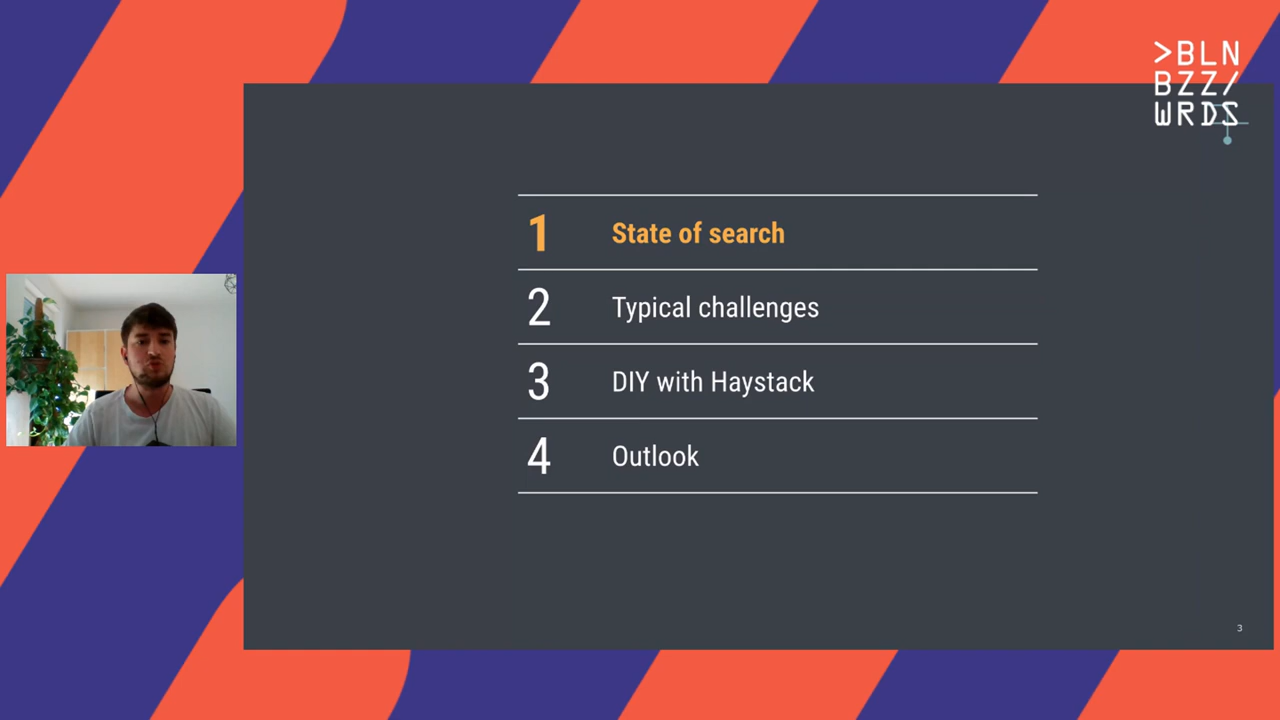 >BLN
BZZ/
WRDS
1 State of search
2 Typical challenges
3 DIY with Haystack
4 Outlook
3